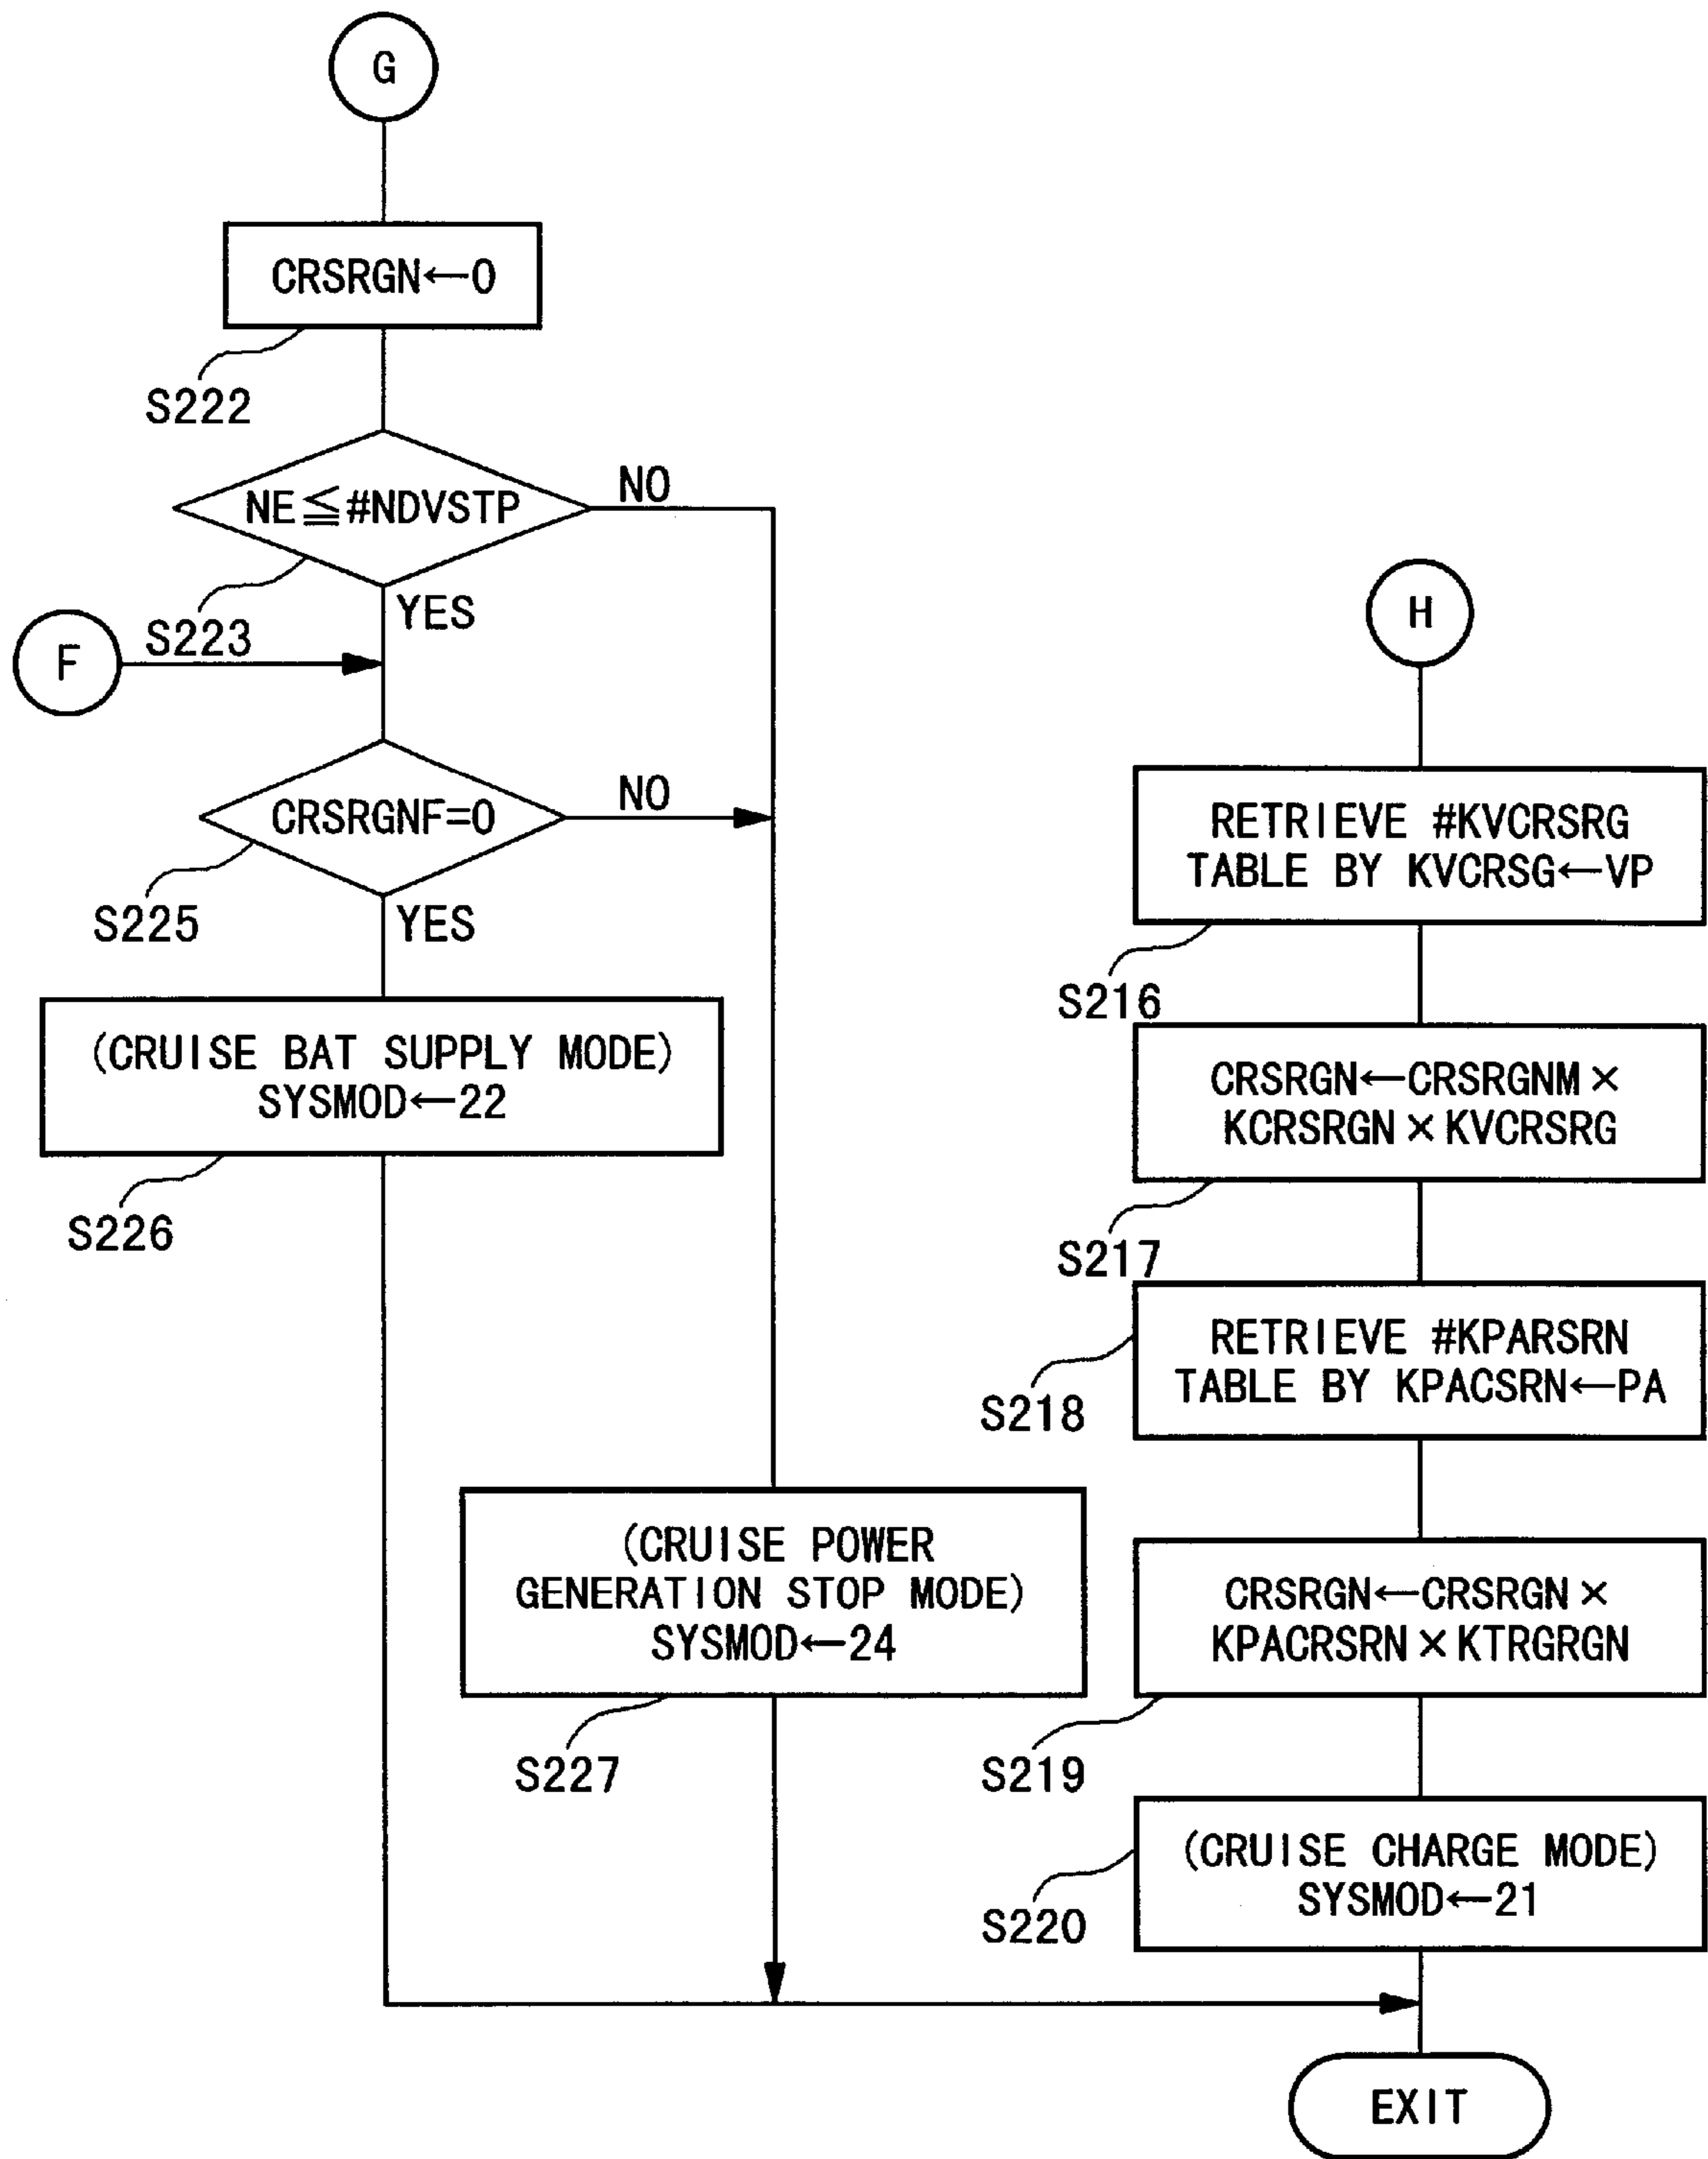 G
CRSRGN←0
S222
NE≦#NDVSTP
NO
S223
YES
F
CRSRGNF=0
NO
S225
YES
(CRUISE BAT SUPPLY MODE)
SYSMOD←22
S226
(CRUISE POWER
GENERATION STOP MODE)
SYSMOD←24
S227
H
RETRIEVE #KVCRSRG
TABLE BY KVCRSG←VP
S216
CRSRGN←CRSRGNM×
KCRSRGN×KVCRSRG
S217
RETRIEVE #KPARSRN
TABLE BY KPACSRN←PA
S218
CRSRGN←CRSRGN×
KPACRSRN×KTRGRGN
S219
(CRUISE CHARGE MODE)
SYSMOD←21
S220
EXIT